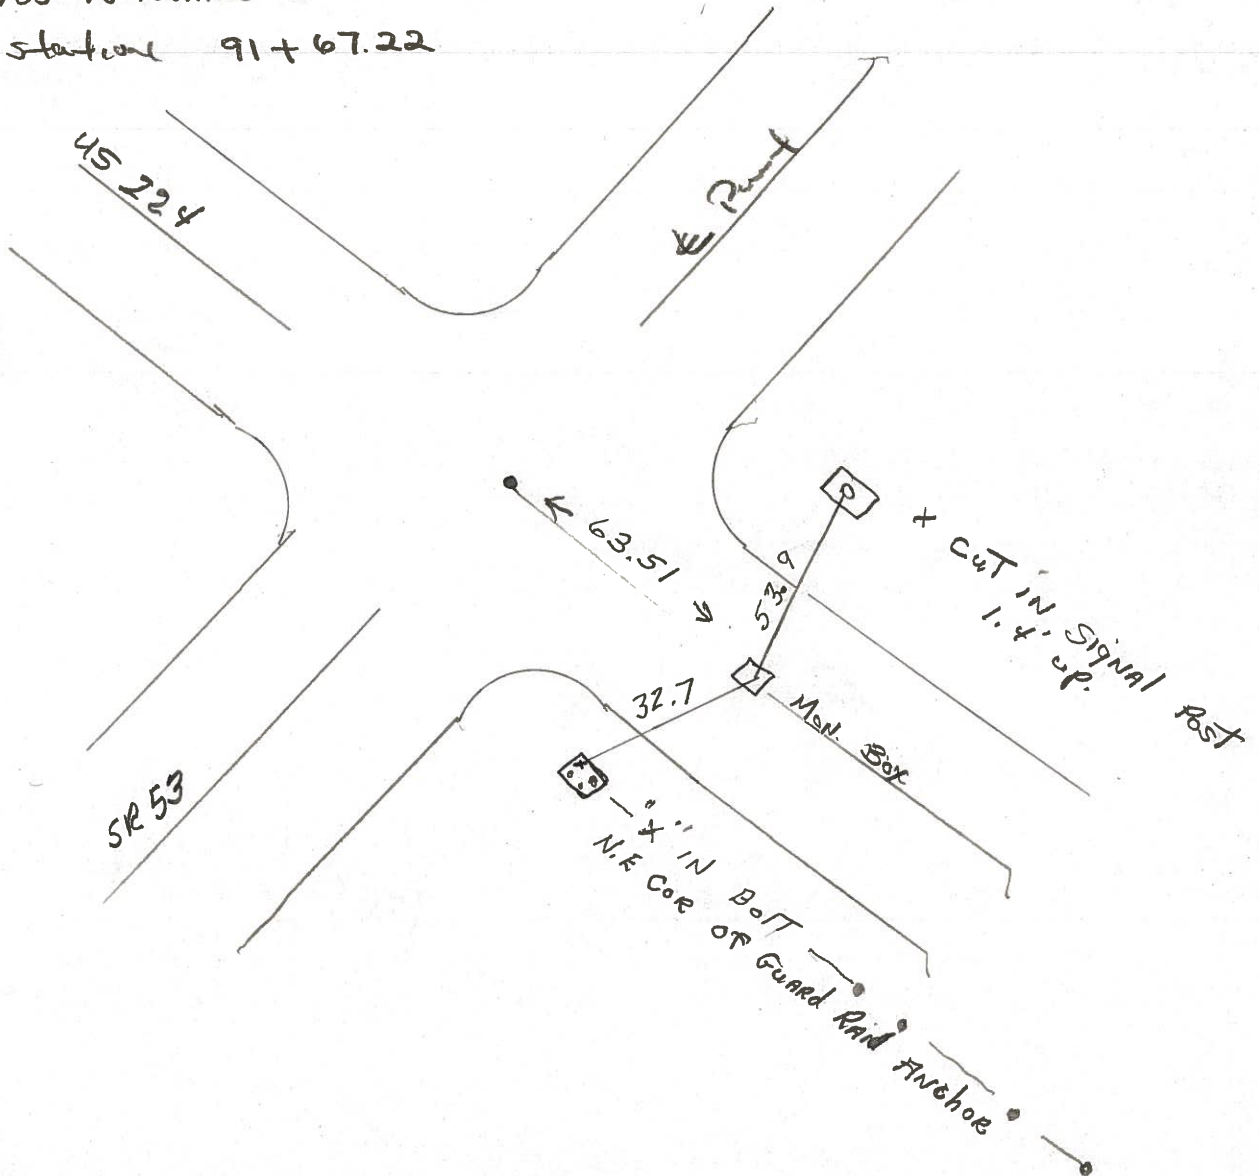 station 91 + 67.22
US 224
63.51
53.9
+ CUT IN SIGNAL POST
1.4' UP.
32.7
MON. BOX
SR 53
"X" IN BOLT
N.E COR OF GUARD RAIL ANCHOR